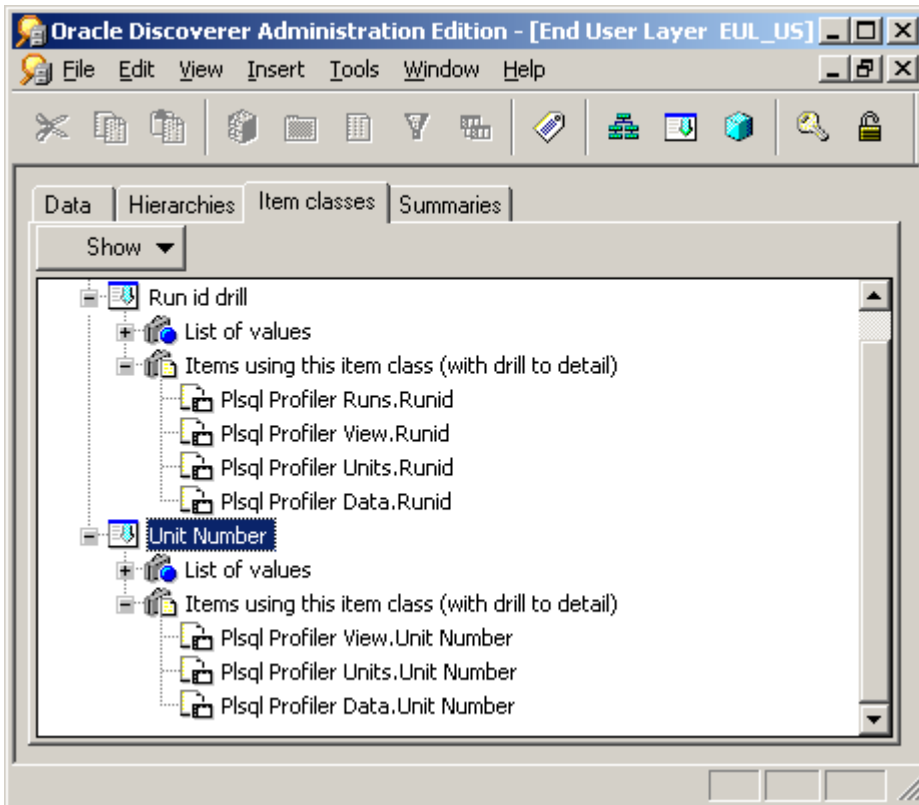 Oracle Discoverer Administration Edition - [End User Layer EUL_US]
File Edit View Insert Tools Window Help
Data Hierarchies Item classes Summaries
Show
Run id drill
List of values
Items using this item class (with drill to detail)
Plsql Profiler Runs.Runid
Plsql Profiler View.Runid
Plsql Profiler Units.Runid
Plsql Profiler Data.Runid
Unit Number
List of values
Items using this item class (with drill to detail)
Plsql Profiler View.Unit Number
Plsql Profiler Units.Unit Number
Plsql Profiler Data.Unit Number